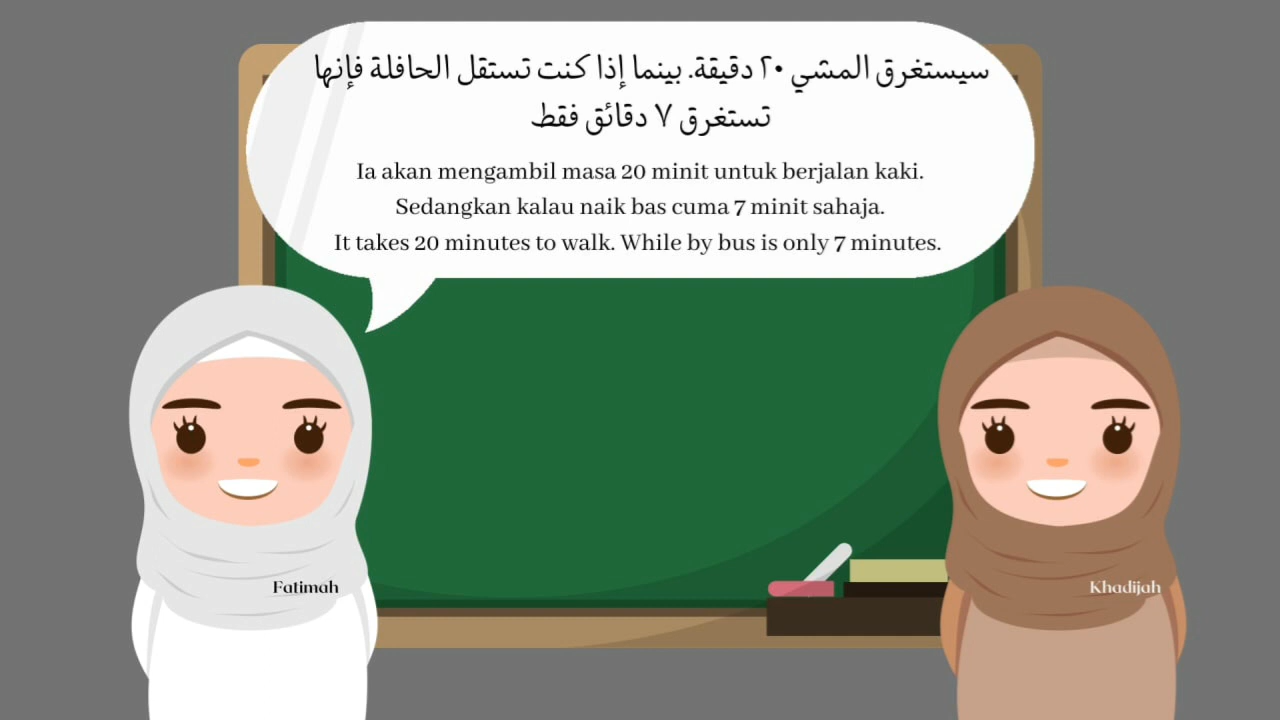 سيستغرق المشي ٢٠ دقيقة. بينما إذا كنت تستقل الحافلة فإنها
تستغرق ٧ دقائق فقط
Ia akan mengambil masa 20 minit untuk berjalan kaki.
Sedangkan kalau naik bas cuma 7 minit sahaja.
It takes 20 minutes to walk. While by bus is only 7 minutes.
Fatimah
Khadijah